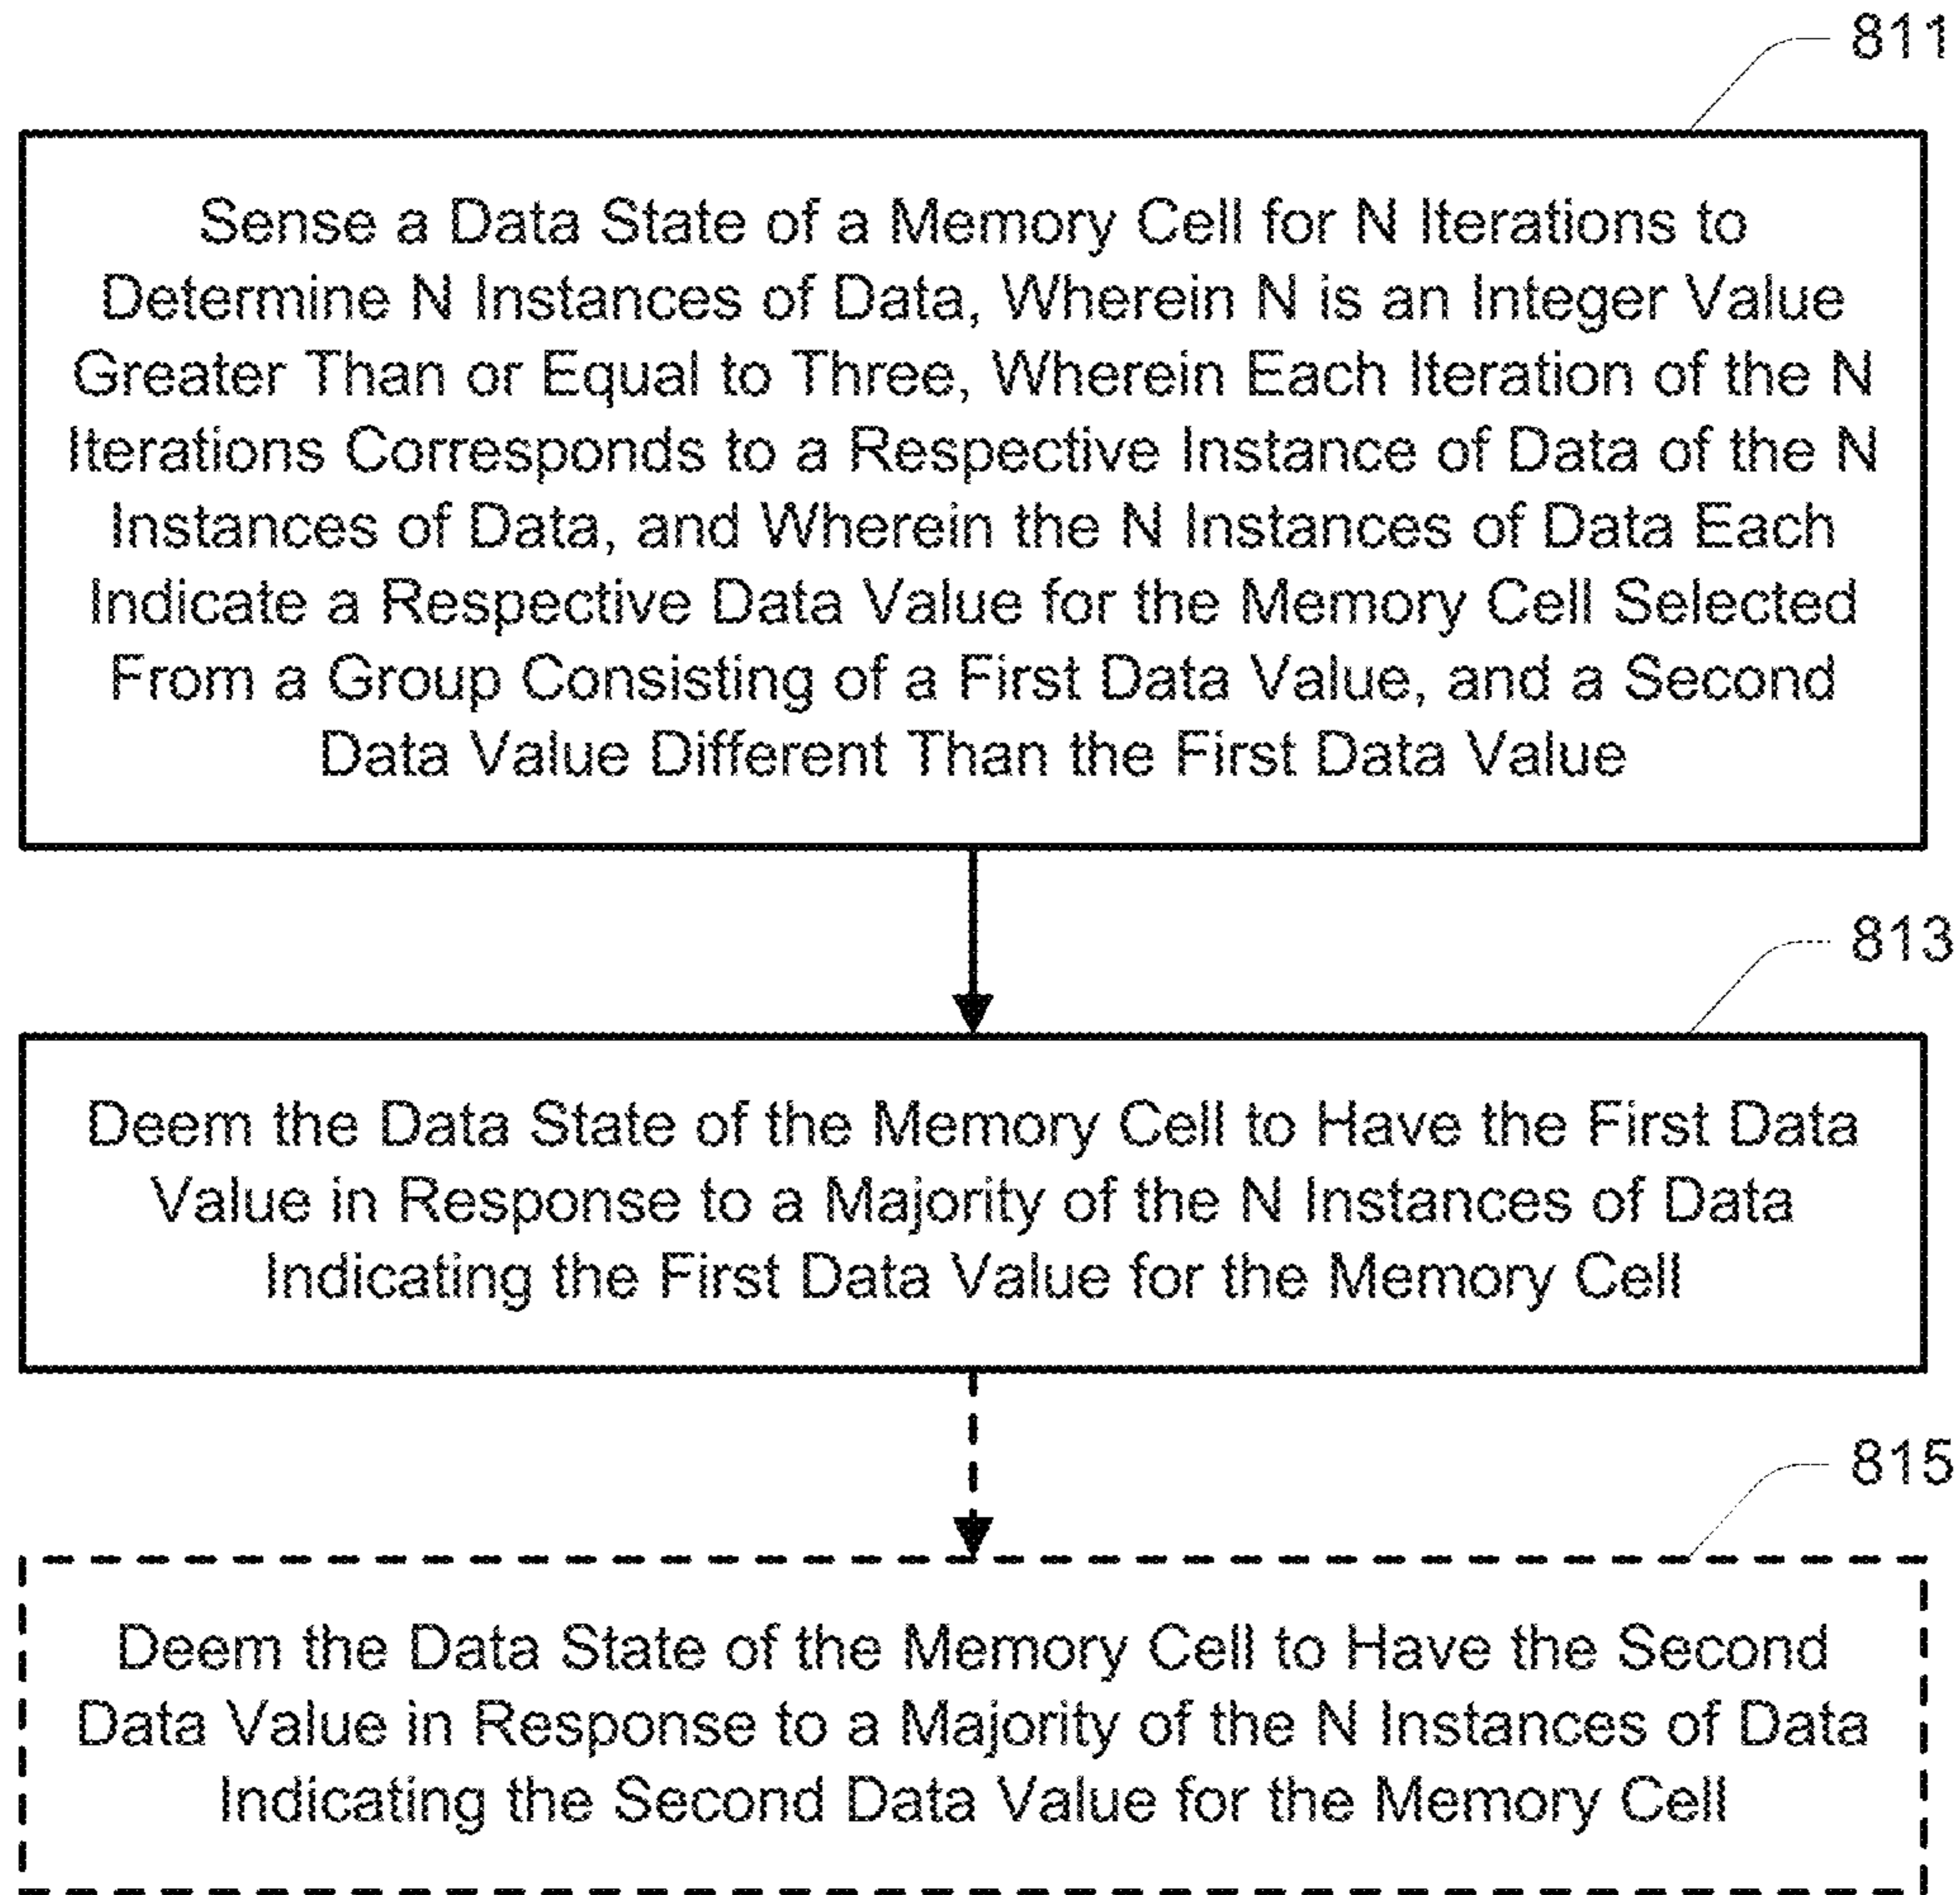 811
Sense a Data State of a Memory Cell for N Iterations to
Determine N Instances of Data, Wherein N is an Integer Value
Greater Than or Equal to Three, Wherein Each Iteration of the N
Iterations Corresponds to a Respective Instance of Data of the N
Instances of Data, and Wherein the N Instances of Data Each
Indicate a Respective Data Value for the Memory Cell Selected
From a Group Consisting of a First Data Value, and a Second
Data Value Different Than the First Data Value
813
Deem the Data State of the Memory Cell to Have the First Data
Value in Response to a Majority of the N Instances of Data
Indicating the First Data Value for the Memory Cell
815
Deem the Data State of the Memory Cell to Have the Second
Data Value in Response to a Majority of the N Instances of Data
Indicating the Second Data Value for the Memory Cell